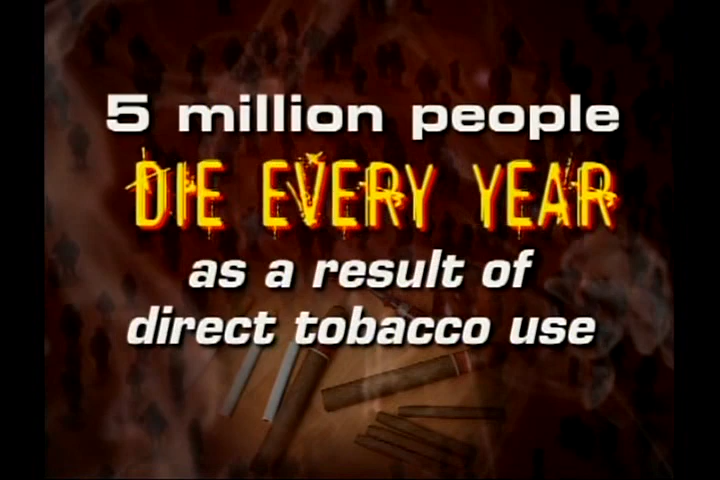 5 million people
DIE EVERY YEAR
as a result of
direct tobacco use